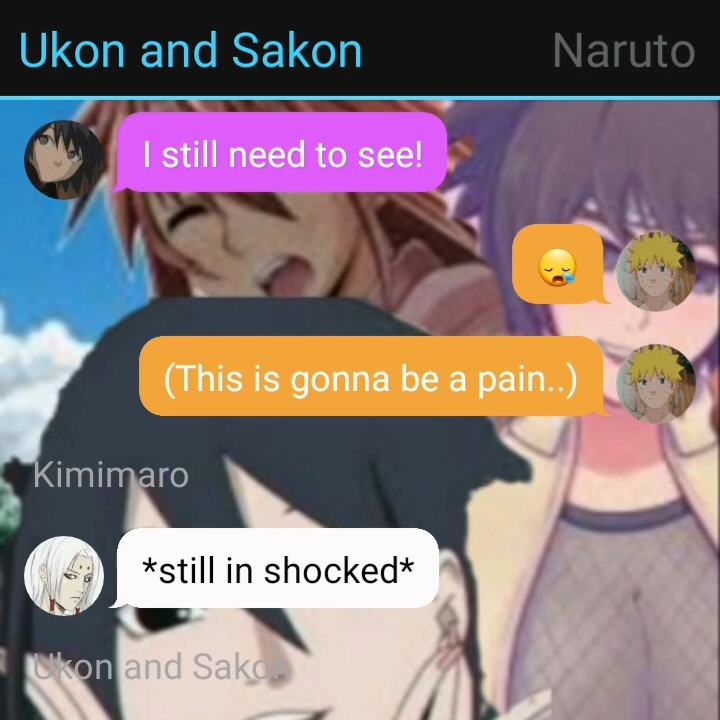 Ukon and Sakon Naruto
I still need to see!
😪
(This is gonna be a pain..)
Kimimaro
*still in shocked*
Ukon and Sakon